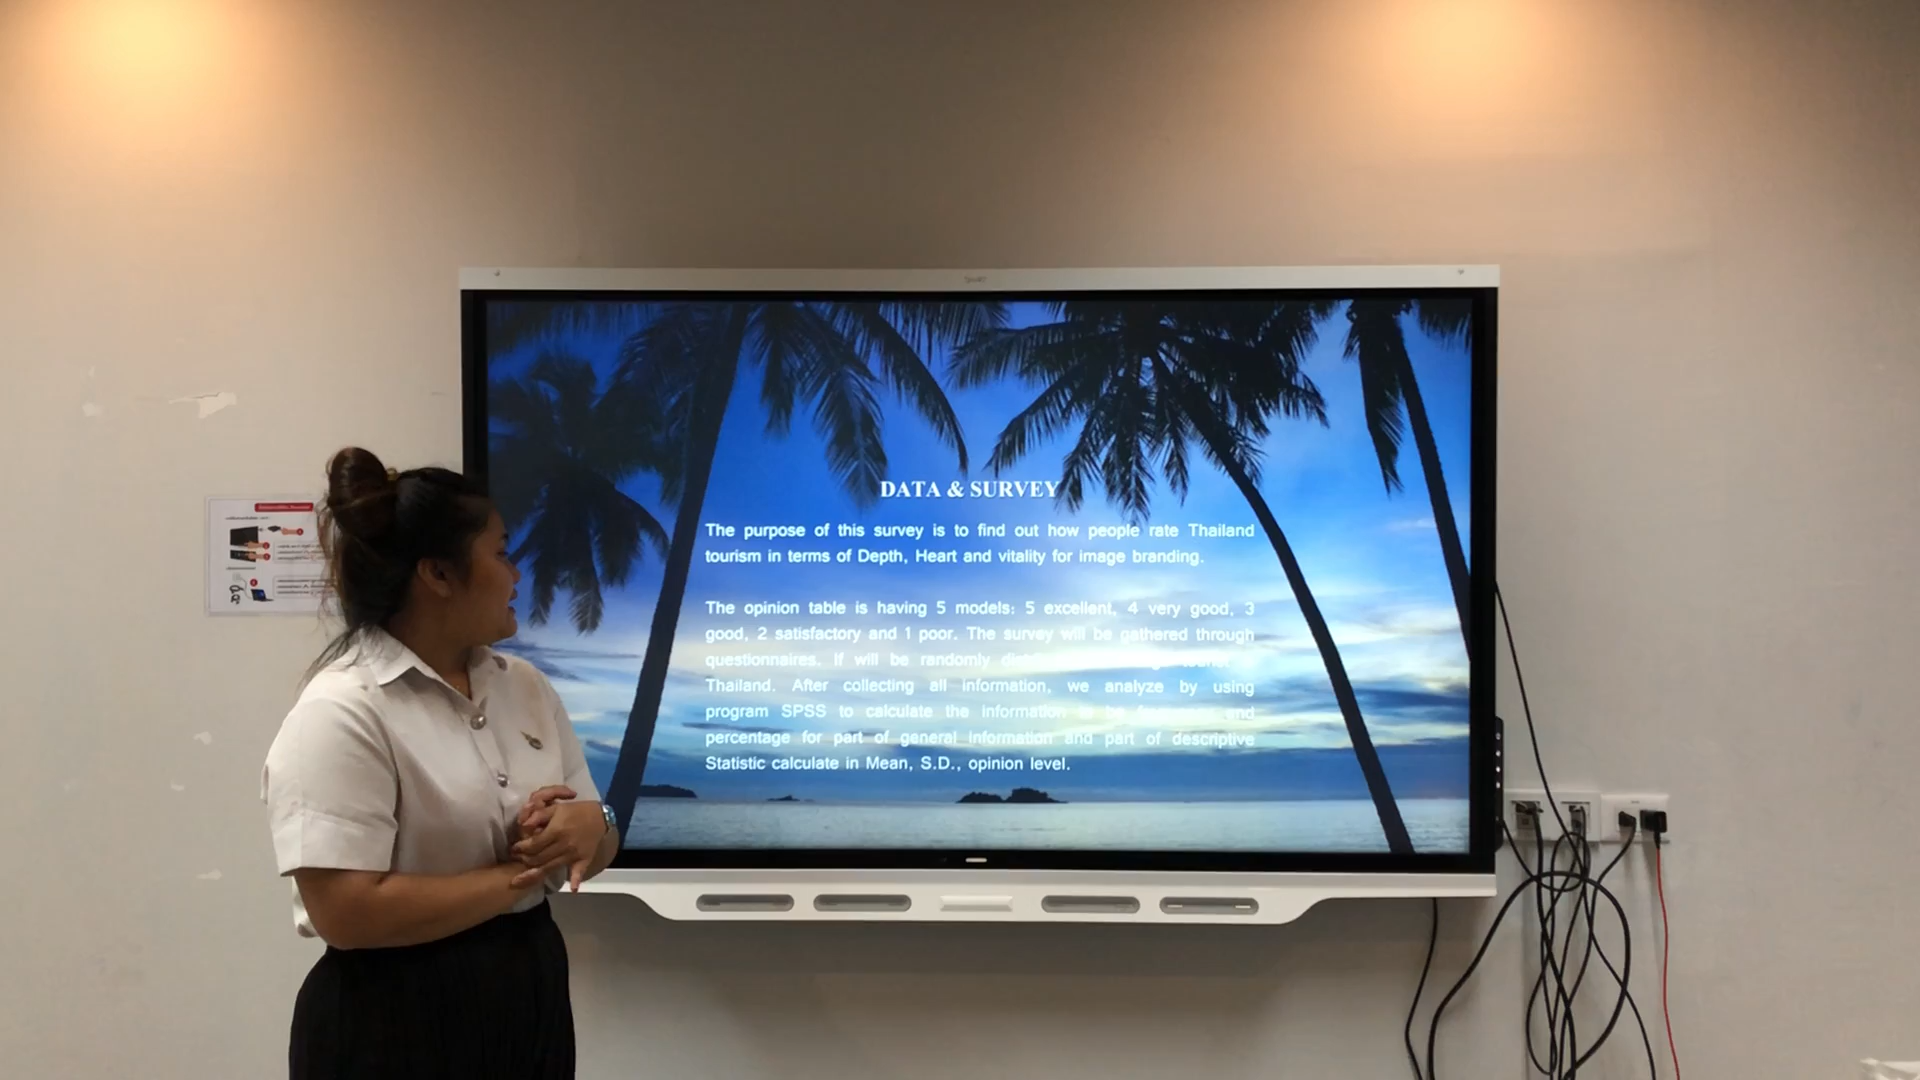 DATA & SURVEY
The purpose of this survey is to find out how people rate Thailand
tourism in terms of Depth, Heart and vitality for image branding.
The opinion table is having 5 models: 5 excellent, 4 very good, 3
good, 2 satisfactory and 1 poor. The survey will be gathered through
questionnaires. If will be randomly
Thailand. After collecting all information, we analyze by using
program SPSS to calculate the information to be and
percentage for part of general information and part of descriptive
Statistic calculate in Mean, S.D., opinion level.